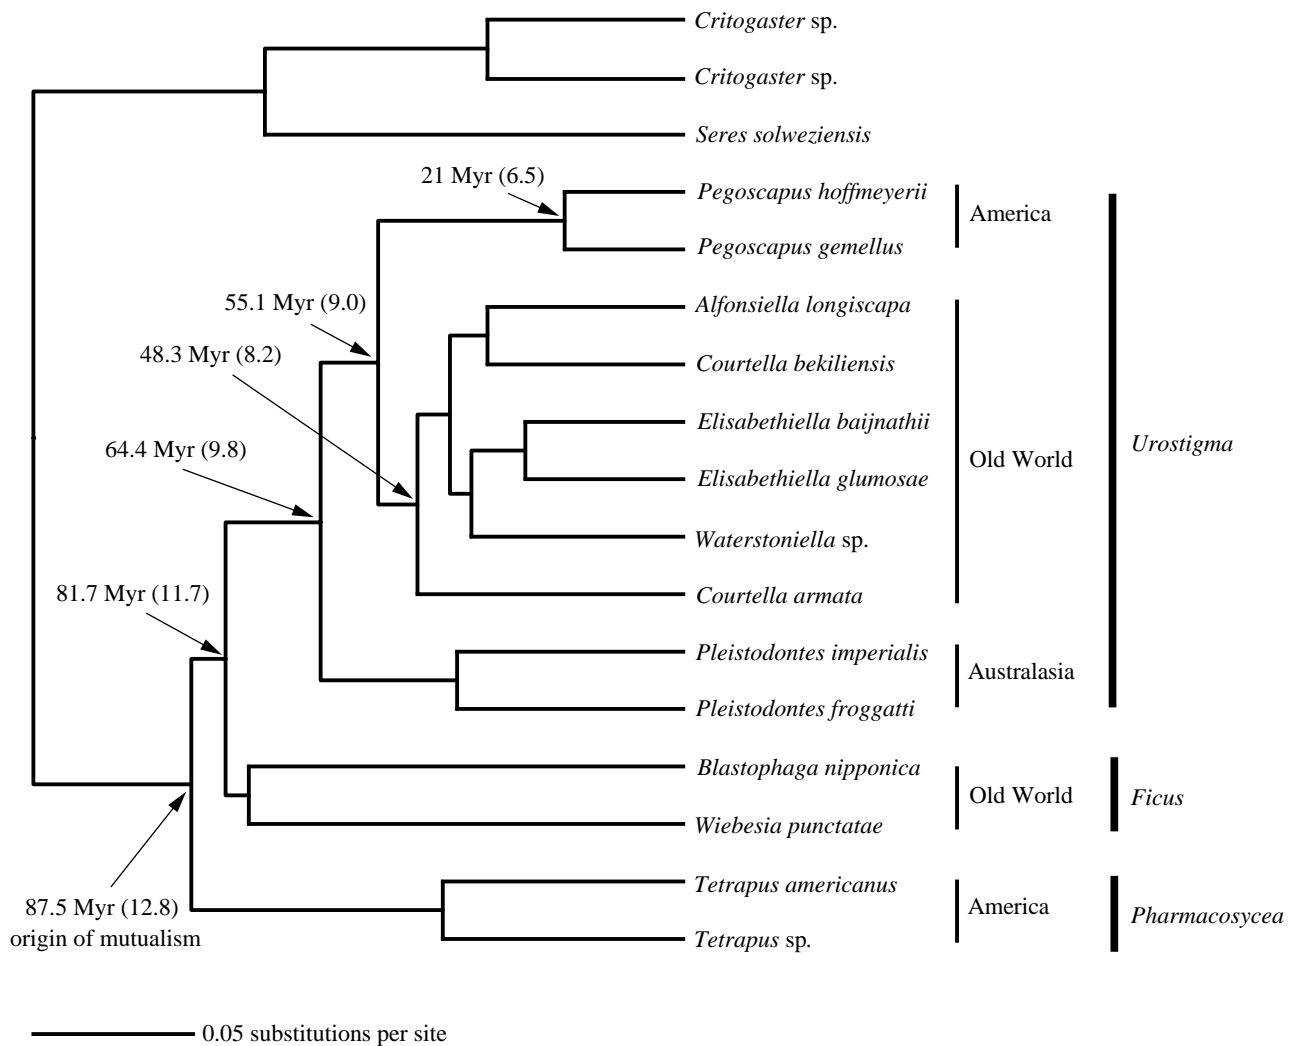 Critogaster sp.
Critogaster sp.
Seres solweziensis
21 Myr (6.5)
Pegoscapus hoffmeyerii
America
Pegoscapus gemellus
55.1 Myr (9.0)
Alfonsiella longiscapa
48.3 Myr (8.2)
Courtella bekiliensis
Elisabethiella baijnathii
Urostigma
64.4 Myr (9.8)
Old World
Elisabethiella glumosae
Waterstoniella sp.
81.7 Myr (11.7)
Courtella armata
Pleistodontes imperialis
Australasia
Pleistodontes froggatti
Blastophaga nipponica
Old World
Ficus
Wiebesia punctatae
Tetrapus americanus
87.5 Myr (12.8)
origin of mutualism
America
Pharmacosycea
Tetrapus sp.
0.05 substitutions per site